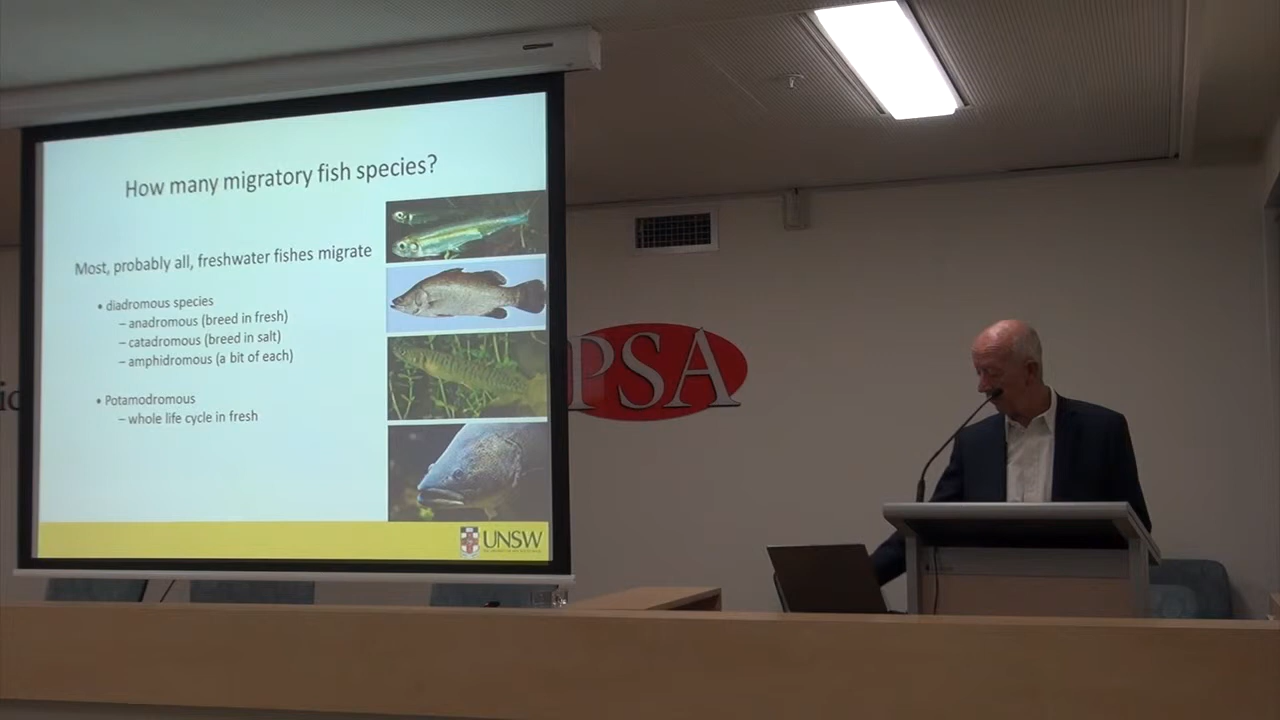 How many migratory fish species?
Most, probably all, freshwater fishes migrate
• diadromous species
– anadromous (breed in fresh)
– catadromous (breed in salt)
– amphidromous (a bit of each)
• Potamodromous
– whole life cycle in fresh
UNSW
PSA